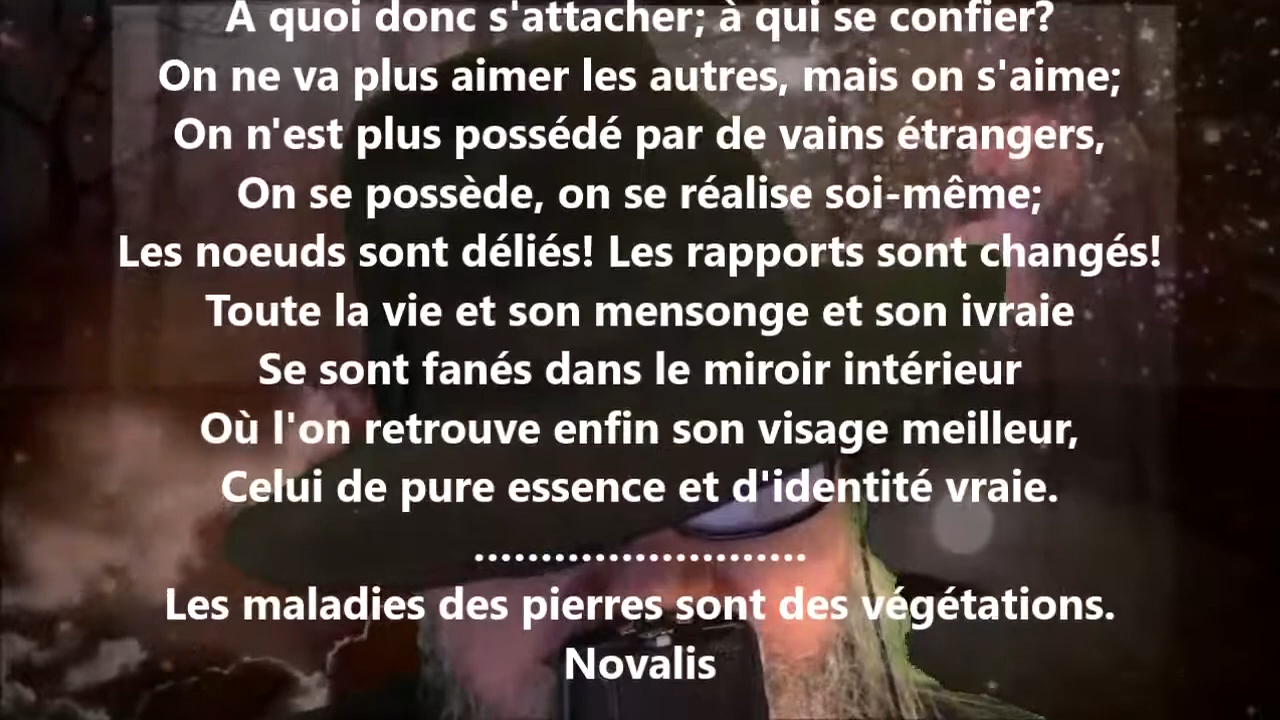 À quoi donc s'attacher; à qui se confier?
On ne va plus aimer les autres, mais on s'aime;
On n'est plus possédé par de vains étrangers,
On se possède, on se réalise soi-même;
Les noeuds sont déliés! Les rapports sont changés!
Toute la vie et son mensonge et son ivraie
Se sont fanés dans le miroir intérieur
Où l'on retrouve enfin son visage meilleur,
Celui de pure essence et d'identité vraie.
.........................
Les maladies des pierres sont des végétations.
Novalis